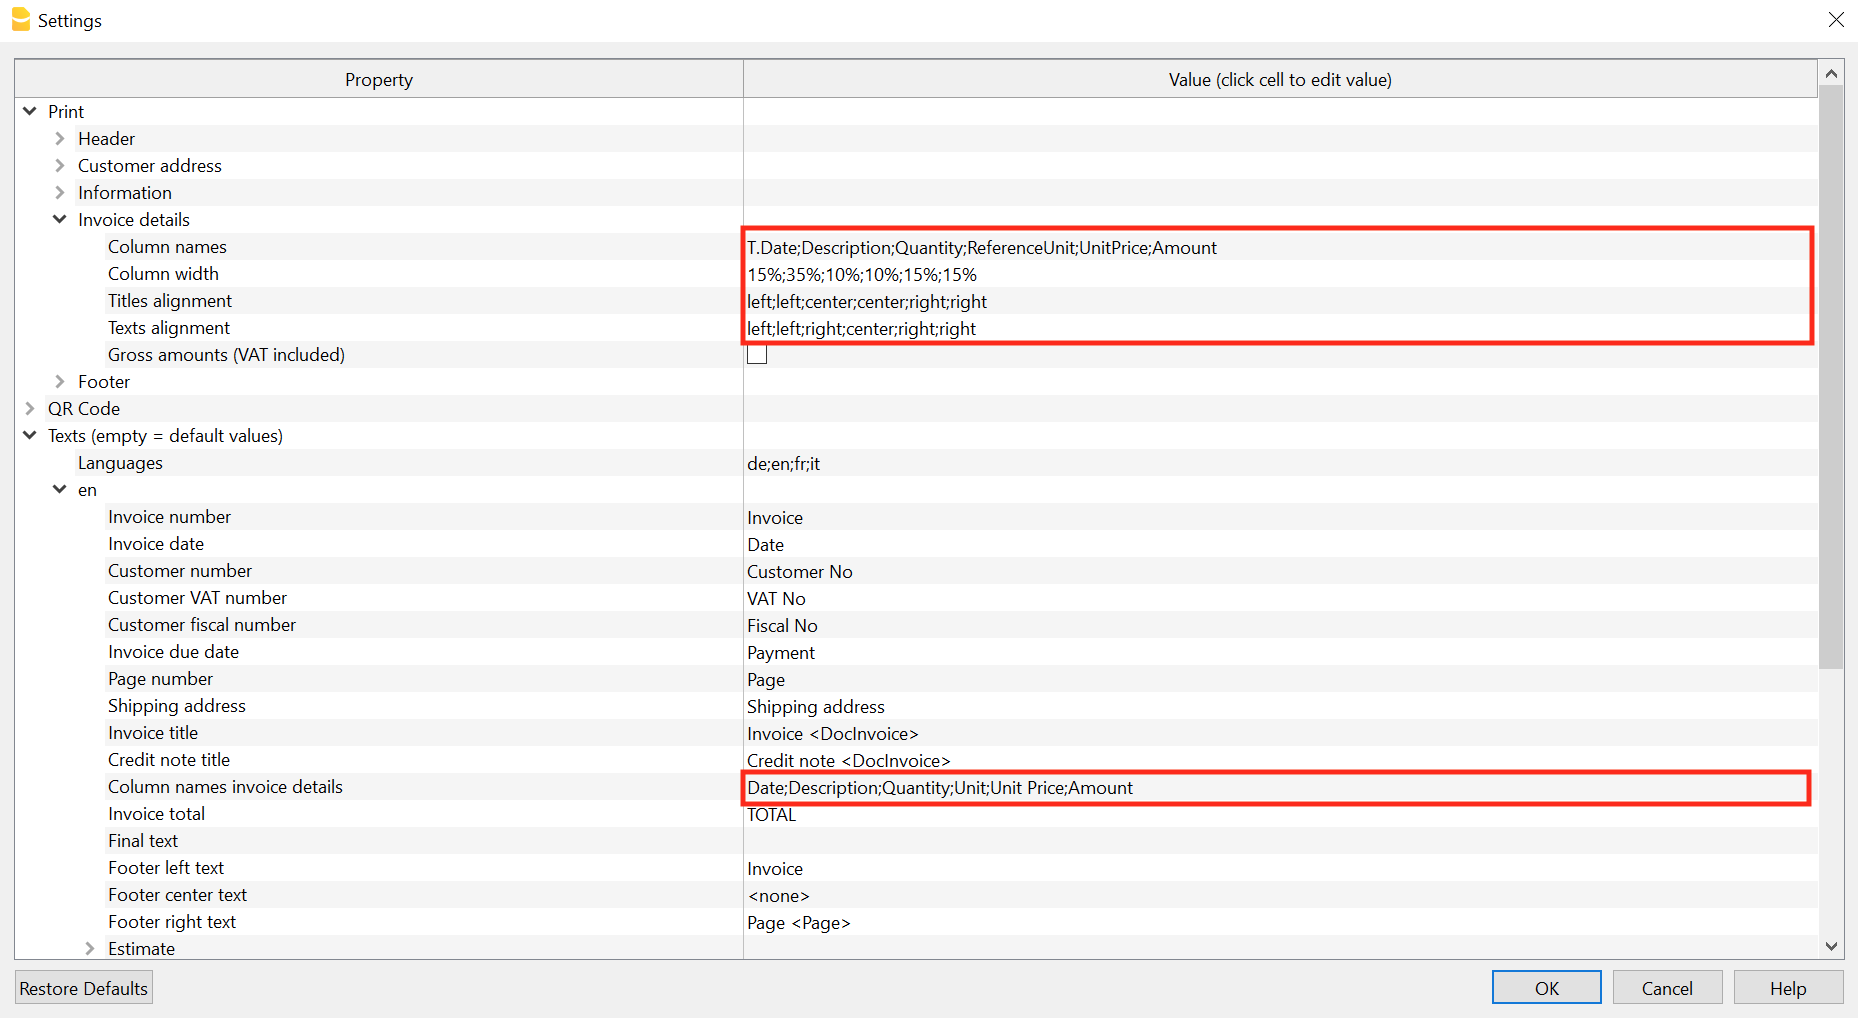 Settings
Property Value (click cell to edit value)
Print
Header
Customer address
Information
Invoice details
Column names T.Date;Description;Quantity;ReferenceUnit;UnitPrice;Amount
Column width 15%;35%;10%;10%;15%;15%
Titles alignment left;left;center;center;right;right
Texts alignment left;left;right;center;right;right
Gross amounts (VAT included)
Footer
QR Code
Texts (empty = default values)
Languages de;en;fr;it
en
Invoice number Invoice
Invoice date Date
Customer number Customer No
Customer VAT number VAT No
Customer fiscal number Fiscal No
Invoice due date Payment
Page number Page
Shipping address Shipping address
Invoice title Invoice <DocInvoice>
Credit note title Credit note <DocInvoice>
Column names invoice details Date;Description;Quantity;Unit;Unit Price;Amount
Invoice total TOTAL
Final text
Footer left text Invoice
Footer center text <none>
Footer right text Page <Page>
Estimate
Restore Defaults OK Cancel Help